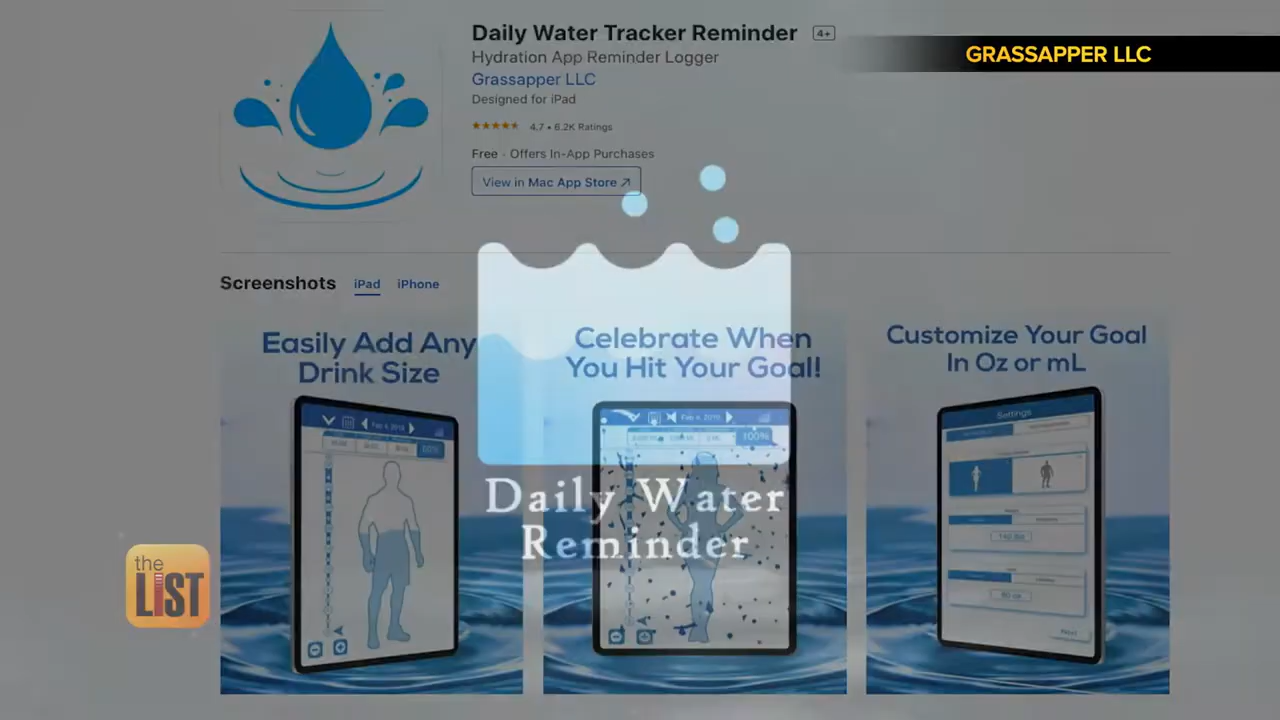 Daily Water Tracker Reminder 4+
Hydration App Reminder Logger
Grassapper LLC
Designed for iPad
4.7 • 6.2K Ratings
Free · Offers In-App Purchases
View in Mac App Store ↗
GRASSAPPER LLC
Screenshots iPad iPhone
Easily Add Any
Drink Size
Celebrate When
You Hit Your Goal!
Customize Your Goal
In Oz or mL
100%
Settings
Daily Water
Reminder
the
LIST